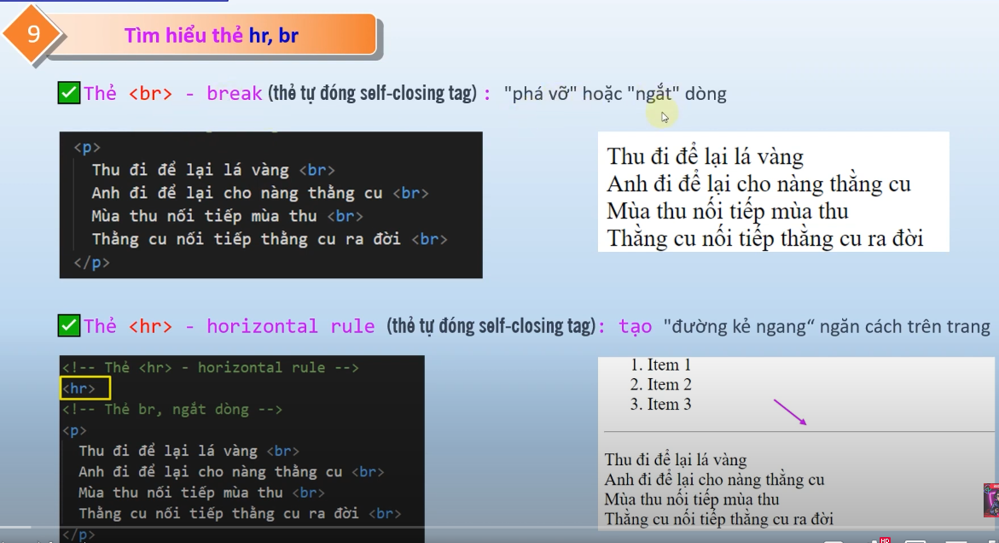 9
Tìm hiểu thẻ hr, br
Thẻ <br> - break (thẻ tự đóng self-closing tag) : "phá vỡ" hoặc "ngắt" dòng
<p>
Thu đi để lại lá vàng <br>
Anh đi để lại cho nàng thằng cu <br>
Mùa thu nối tiếp mùa thu <br>
Thằng cu nối tiếp thằng cu ra đời <br>
</p>
Thu đi để lại lá vàng
Anh đi để lại cho nàng thằng cu
Mùa thu nối tiếp mùa thu
Thằng cu nối tiếp thằng cu ra đời
Thẻ <hr> - horizontal rule (thẻ tự đóng self-closing tag): tạo "đường kẻ ngang“ ngăn cách trên trang
<!-- Thẻ <hr> - horizontal rule -->
<hr>
<!-- Thẻ br, ngắt dòng -->
<p>
Thu đi để lại lá vàng <br>
Anh đi để lại cho nàng thằng cu <br>
Mùa thu nối tiếp mùa thu <br>
Thằng cu nối tiếp thằng cu ra đời <br>
</p>
1. Item 1
2. Item 2
3. Item 3
Thu đi để lại lá vàng
Anh đi để lại cho nàng thằng cu
Mùa thu nối tiếp mùa thu
Thằng cu nối tiếp thằng cu ra đời
HD